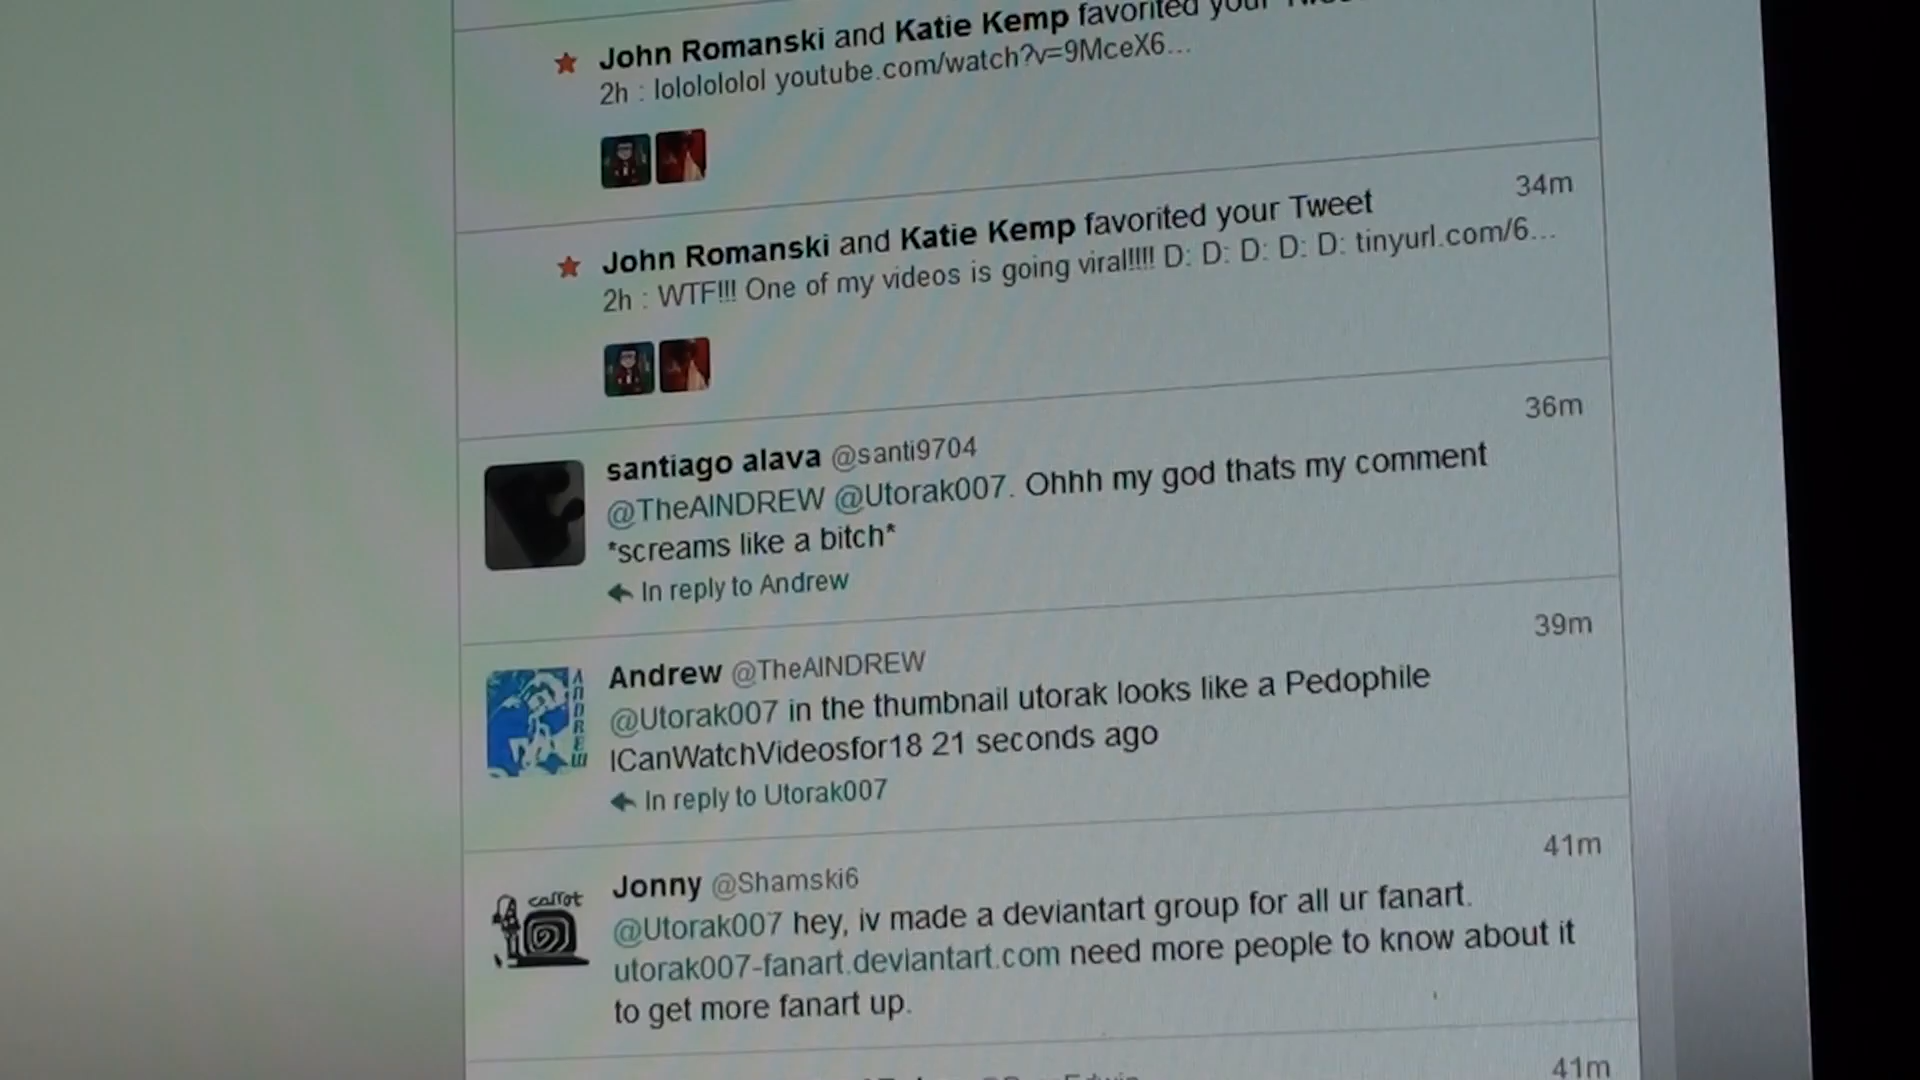 John Romanski and Katie Kemp favorited your
2h : lolololololol youtube.com/watch?v=9MceX6...
34m
John Romanski and Katie Kemp favorited your Tweet
2h : WTF!!! One of my videos is going viral!!!! D: D: D: D: D: tinyurl.com/6...
36m
santiago alava @santi9704
@TheAINDREW @Utorak007. Ohhh my god thats my comment
*screams like a bitch*
In reply to Andrew
39m
Andrew @TheAINDREW
@Utorak007 in the thumbnail utorak looks like a Pedophile
ICanWatchVideosfor18 21 seconds ago
In reply to Utorak007
ANDREW
41m
carrot
Jonny @Shamski6
@Utorak007 hey, iv made a deviantart group for all ur fanart.
utorak007-fanart.deviantart.com need more people to know about it
to get more fanart up.
41m